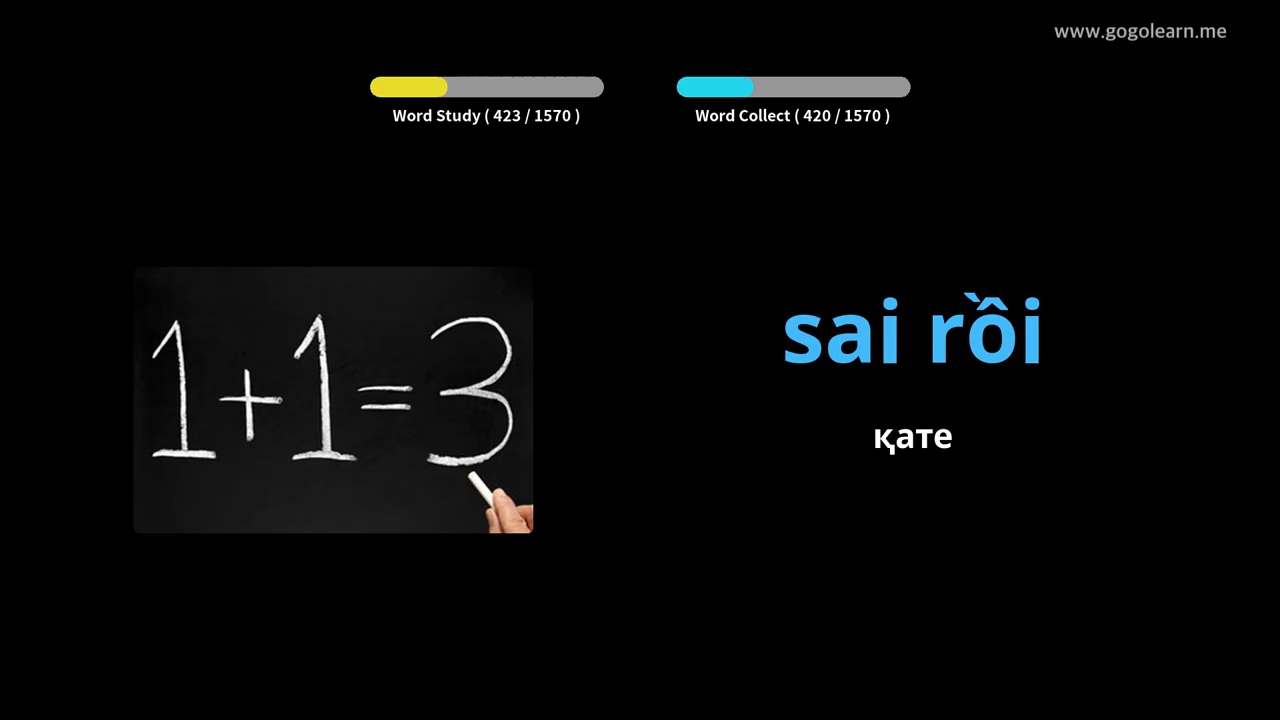 www.gogolearn.me
Word Study ( 423 / 1570 )
Word Collect ( 420 / 1570 )
1+1=3
sai rồi
қате